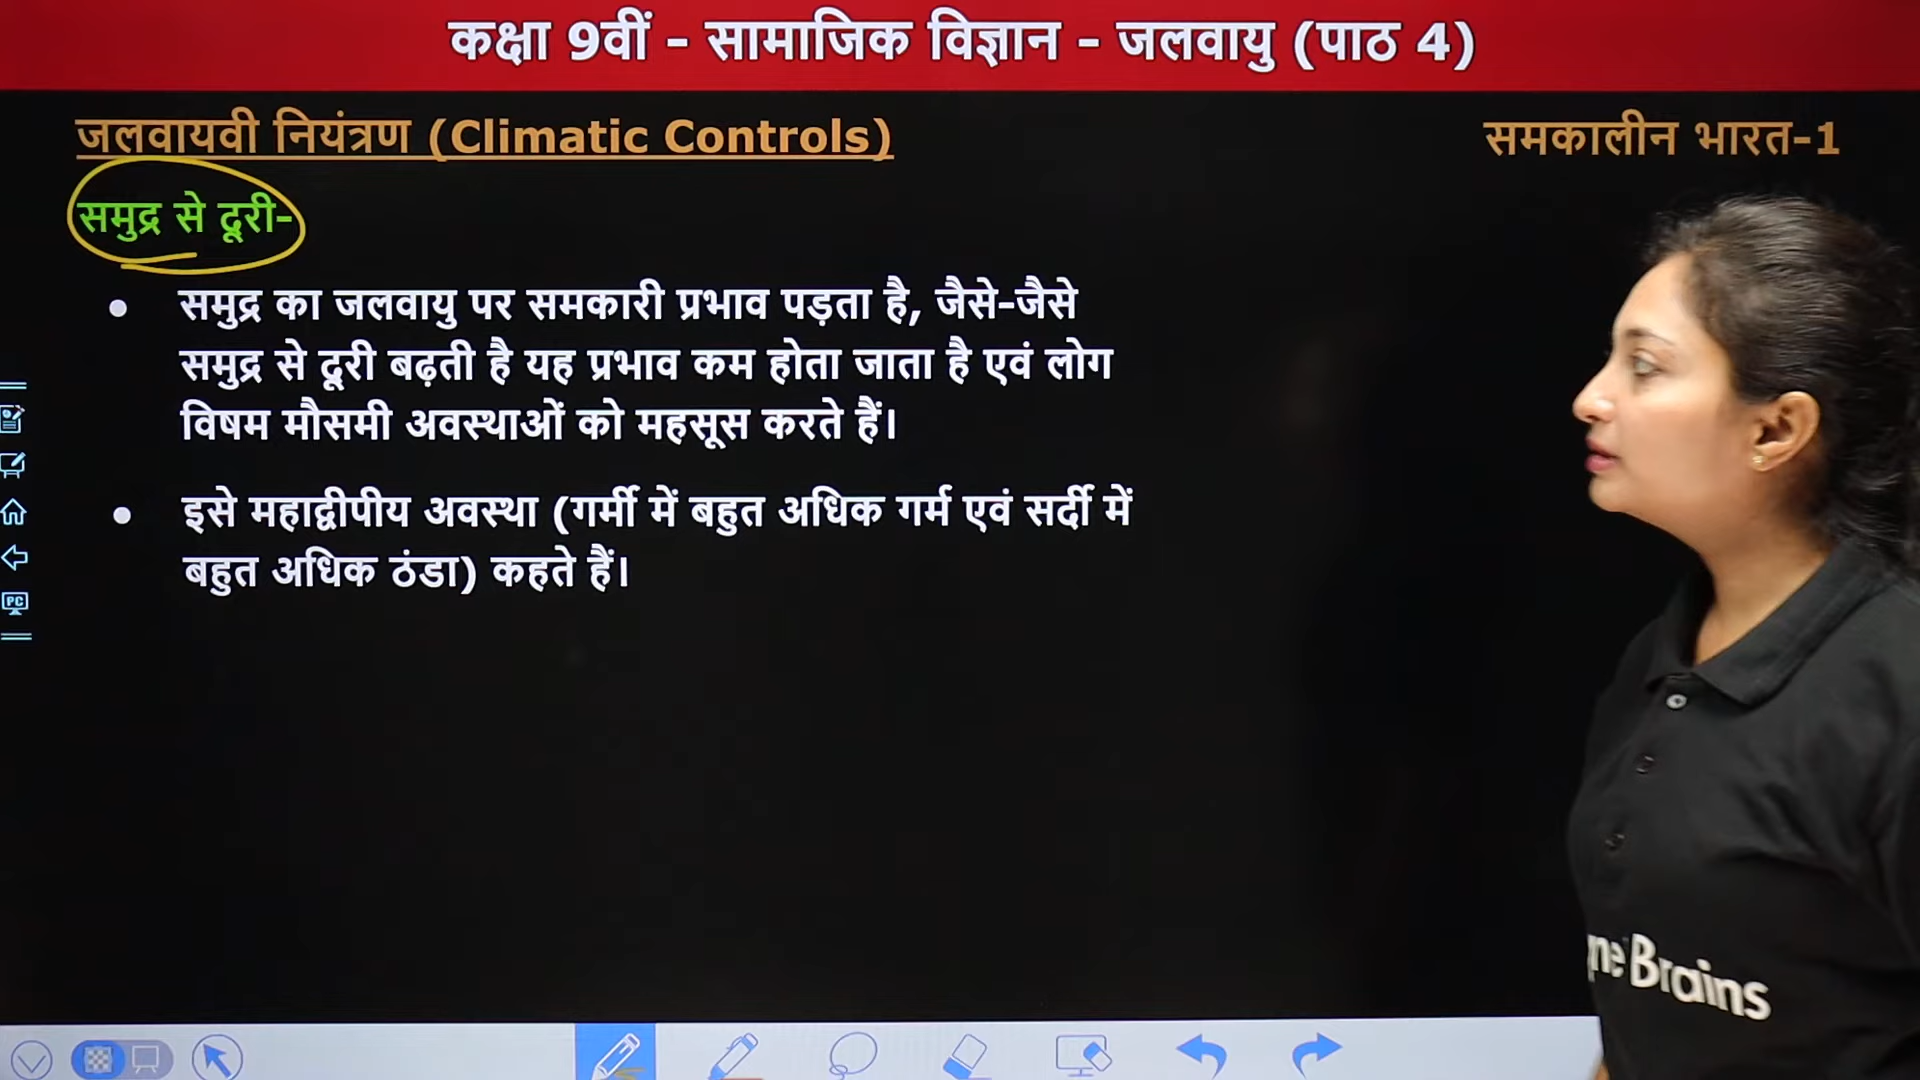 कक्षा 9वीं - सामाजिक विज्ञान - जलवायु (पाठ 4)
जलवायवी नियंत्रण (Climatic Controls)
समकालीन भारत-1
समुद्र से दूरी-
• समुद्र का जलवायु पर समकारी प्रभाव पड़ता है, जैसे-जैसे
समुद्र से दूरी बढ़ती है यह प्रभाव कम होता जाता है एवं लोग
विषम मौसमी अवस्थाओं को महसूस करते हैं।
• इसे महाद्वीपीय अवस्था (गर्मी में बहुत अधिक गर्म एवं सर्दी में
बहुत अधिक ठंडा) कहते हैं।
PC
ne Brains